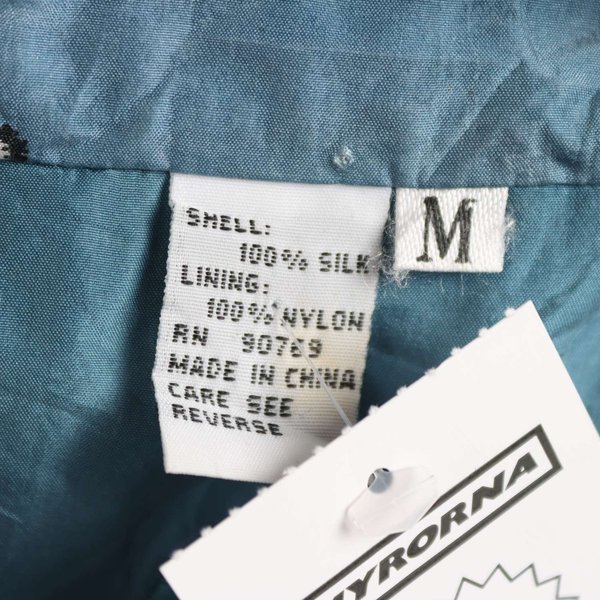 SHELL:
100% SILK
LINING:
100% NYLON
RN 90769
MADE IN CHINA
CARE SEE
REVERSE
M